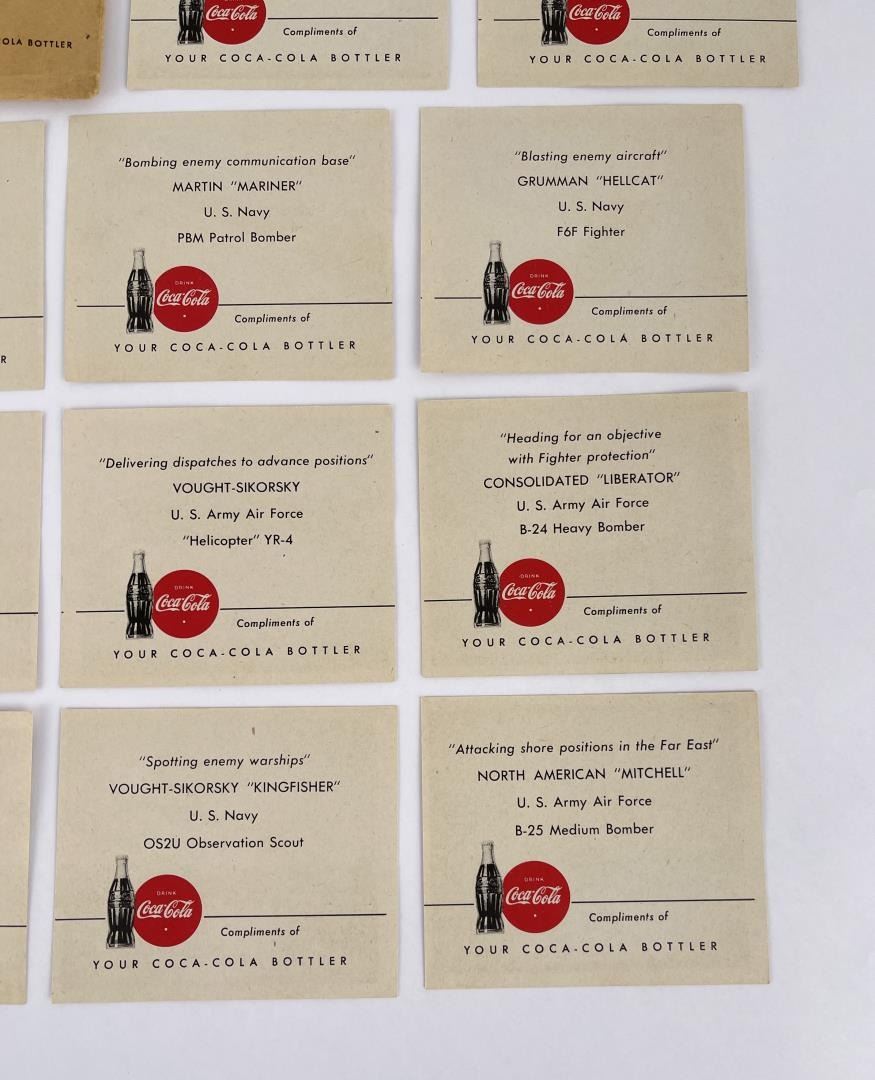 COLA BOTTLER
Coca-Cola
Compliments of
YOUR COCA-COLA BOTTLER
Coca-Cola
Compliments of
YOUR COCA-COLA BOTTLER
"Bombing enemy communication base"
MARTIN "MARINER"
U. S. Navy
PBM Patrol Bomber
DRINK
Coca-Cola
Compliments of
YOUR COCA-COLA BOTTLER
"Blasting enemy aircraft"
GRUMMAN "HELLCAT"
U. S. Navy
F6F Fighter
DRINK
Coca-Cola
Compliments of
YOUR COCA-COLA BOTTLER
R
"Delivering dispatches to advance positions"
VOUGHT-SIKORSKY
U. S. Army Air Force
"Helicopter" YR-4
DRINK
Coca-Cola
Compliments of
YOUR COCA-COLA BOTTLER
"Heading for an objective
with Fighter protection"
CONSOLIDATED "LIBERATOR"
U. S. Army Air Force
B-24 Heavy Bomber
DRINK
Coca-Cola
Compliments of
YOUR COCA-COLA BOTTLER
"Spotting enemy warships"
VOUGHT-SIKORSKY "KINGFISHER"
U. S. Navy
OS2U Observation Scout
DRINK
Coca-Cola
Compliments of
YOUR COCA-COLA BOTTLER
"Attacking shore positions in the Far East"
NORTH AMERICAN "MITCHELL"
U. S. Army Air Force
B-25 Medium Bomber
DRINK
Coca-Cola
Compliments of
YOUR COCA-COLA BOTTLER